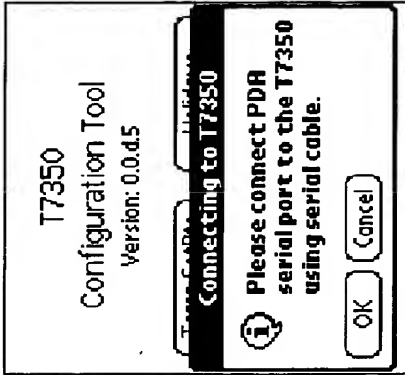 T7350
Configuration Tool
Version: 0.0.d.5
Connecting to T7350
Please connect PDA
serial port to the T7350
using serial cable.
OK
Cancel